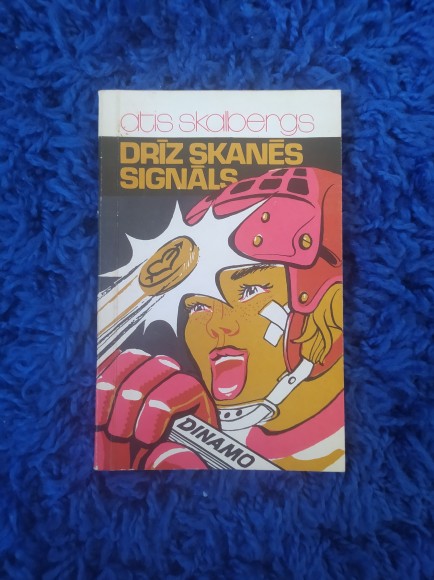 atis skalbergs
DRĪZ SKANĒS
SIGNĀLS
DINAMO